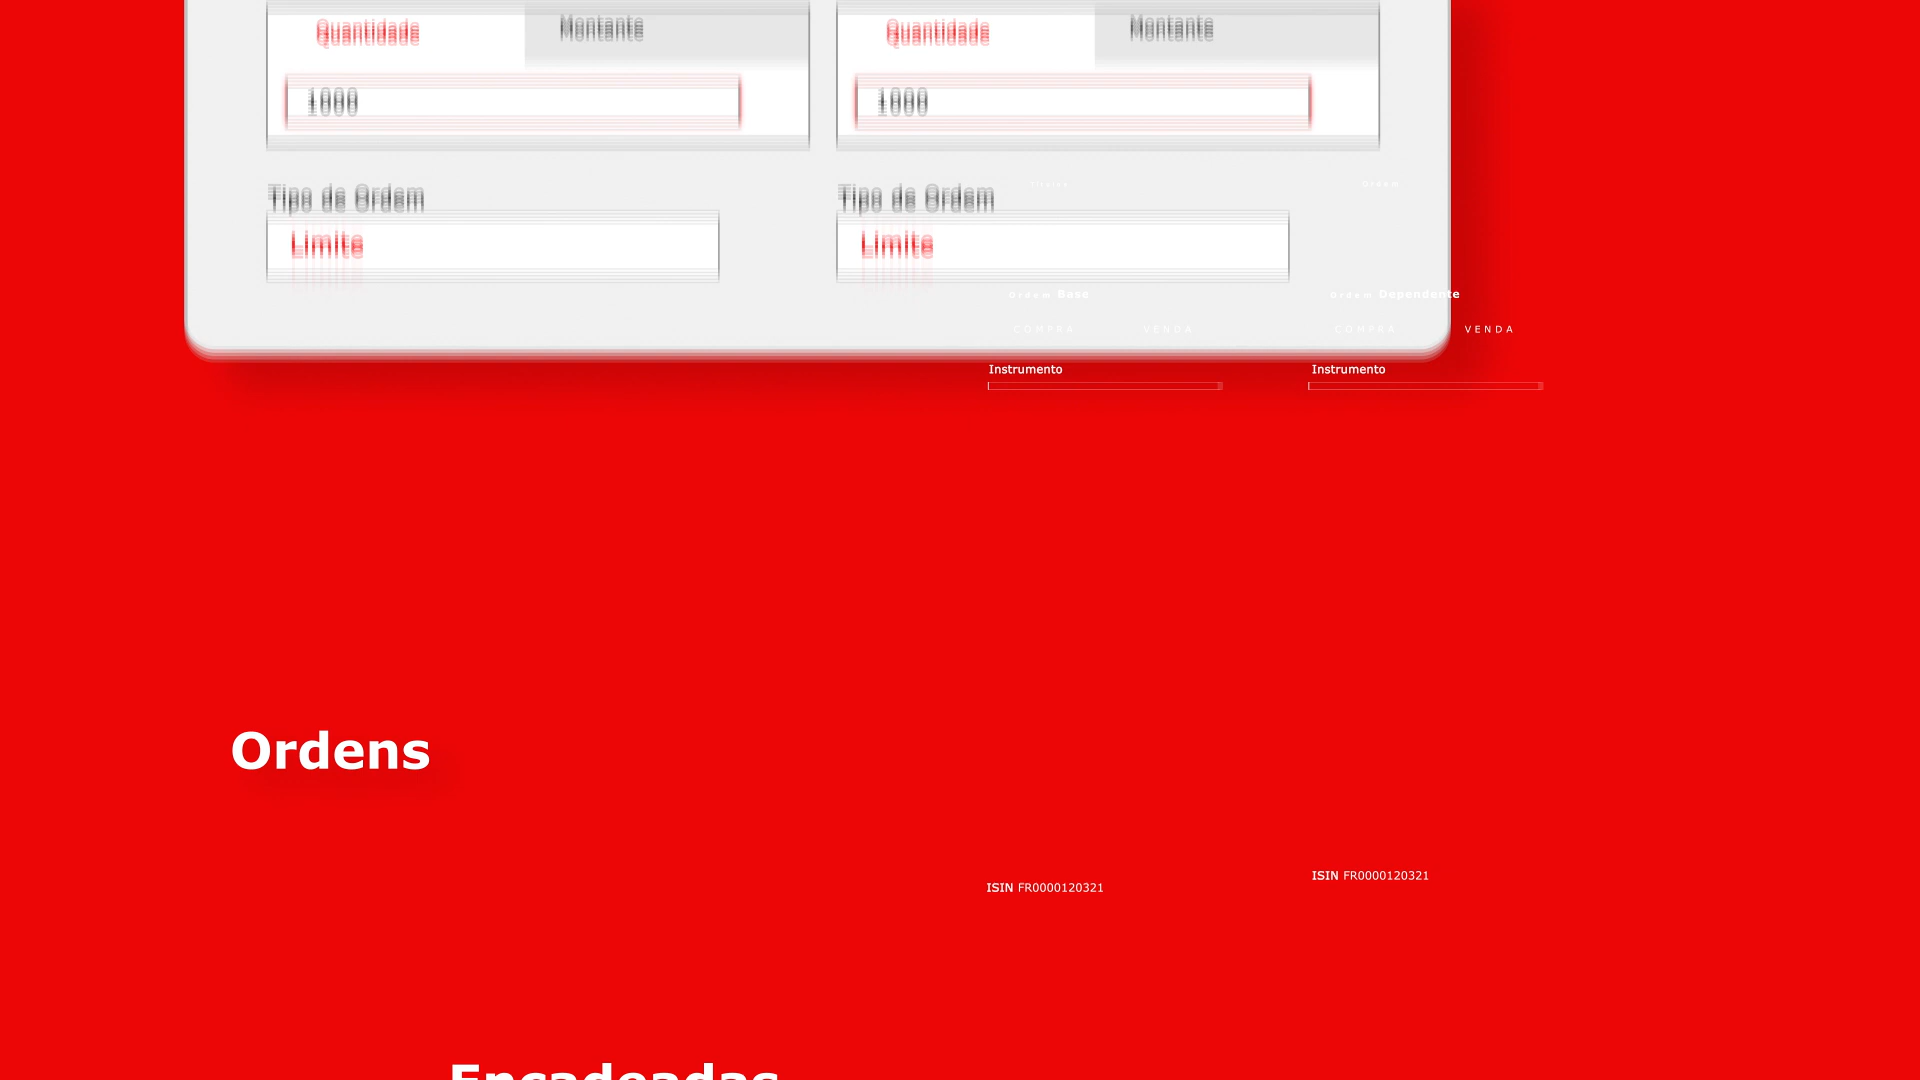 Quantidade Montante Quantidade Montante
1000 1000
Tipo de Ordem Tipo de Ordem
Limite Limite
Ordem Base Ordem Dependente
COMPRA VENDA COMPRA VENDA
Instrumento Instrumento
Ordens
ISIN FR0000120321
ISIN FR0000120321
Encadeadas